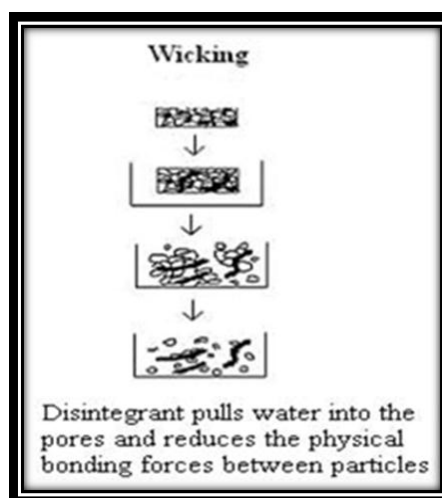 Wicking
Disintegrant pulls water into the
pores and reduces the physical
bonding forces between particles